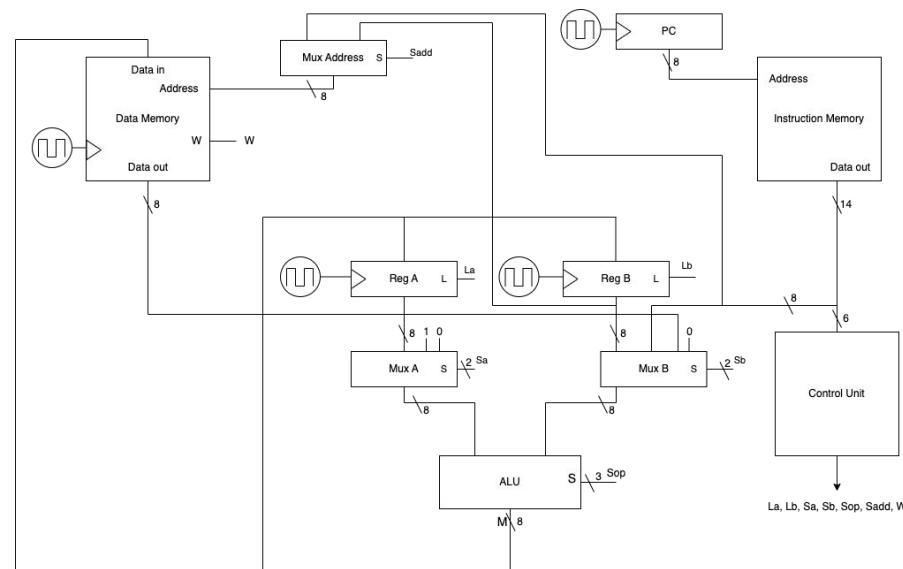 PC
Mux Address S Sadd
8
8
Data in
Address
Data Memory
W W
Data out
Address
Instruction Memory
Data out
8
14
Reg A L La
Reg B L Lb
8
6
8 1 0
8 0
Mux A S 2 Sa
Mux B S 2 Sb
Control Unit
8
8
ALU S 3 Sop
M 8
La, Lb, Sa, Sb, Sop, Sadd, W